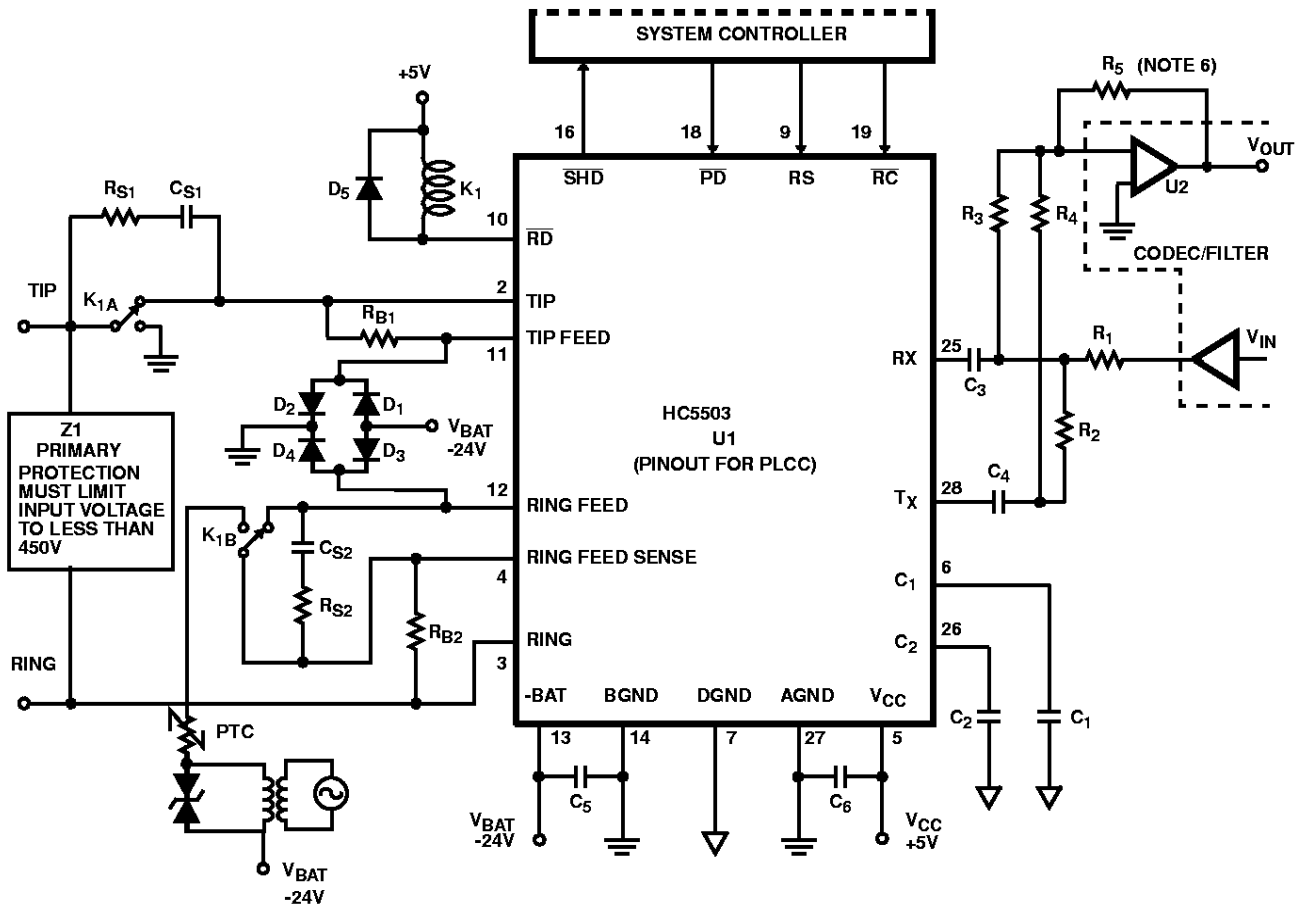 SYSTEM CONTROLLER
R5 (NOTE 6)
+5V
16
18
9
19
VOUT
SHD
PD
RS
RC
U2
RS1
CS1
D5
K1
10
RD
R3
R4
CODEC/FILTER
TIP
K1A
2
TIP
RB1
TIP FEED
11
RX
25
C3
R1
VIN
D2
D1
VBAT
-24V
D4
D3
HC5503
U1
(PINOUT FOR PLCC)
R2
Z1
PRIMARY
PROTECTION
MUST LIMIT
INPUT VOLTAGE
TO LESS THAN
450V
12
RING FEED
TX
28
C4
K1B
CS2
RING FEED SENSE
4
C1
6
RS2
RB2
RING
3
C2
26
RING
-BAT
BGND
DGND
AGND
VCC
C2
C1
PTC
13
14
7
27
5
C5
C6
VBAT
-24V
VCC
+5V
VBAT
-24V